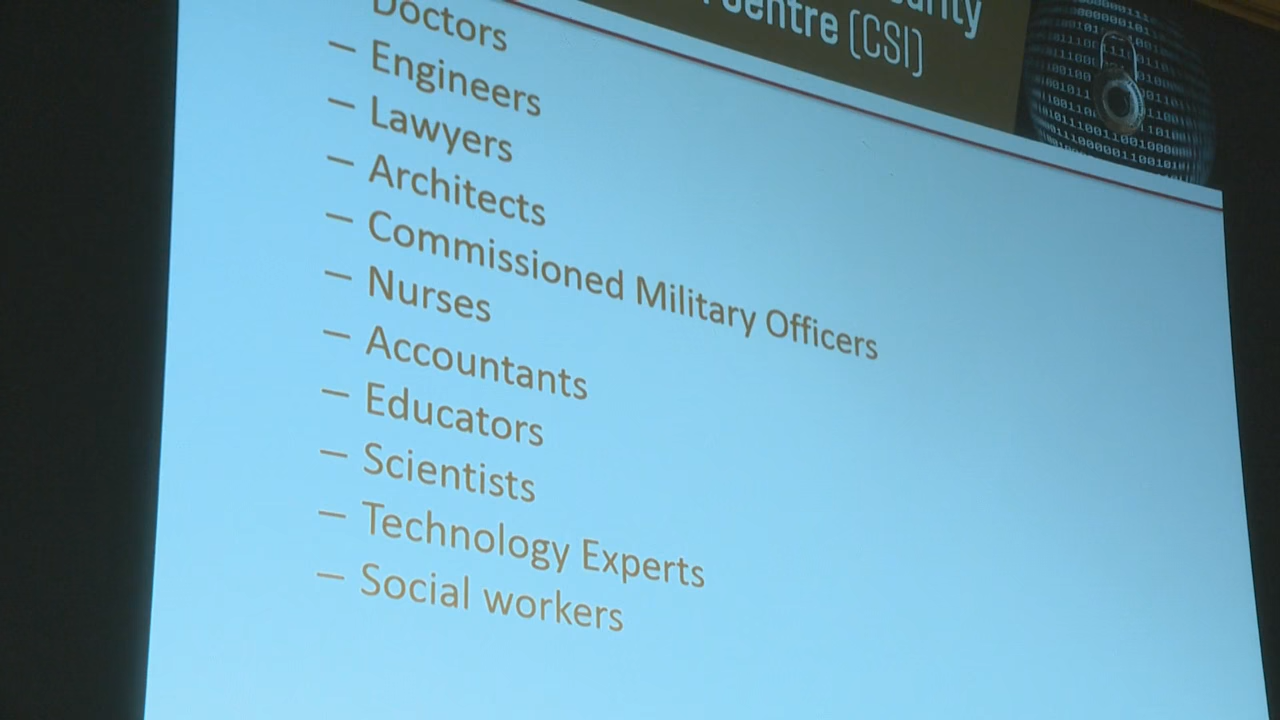 Centre (CSI)
Doctors
– Engineers
– Lawyers
– Architects
– Commissioned Military Officers
– Nurses
– Accountants
– Educators
– Scientists
– Technology Experts
– Social workers